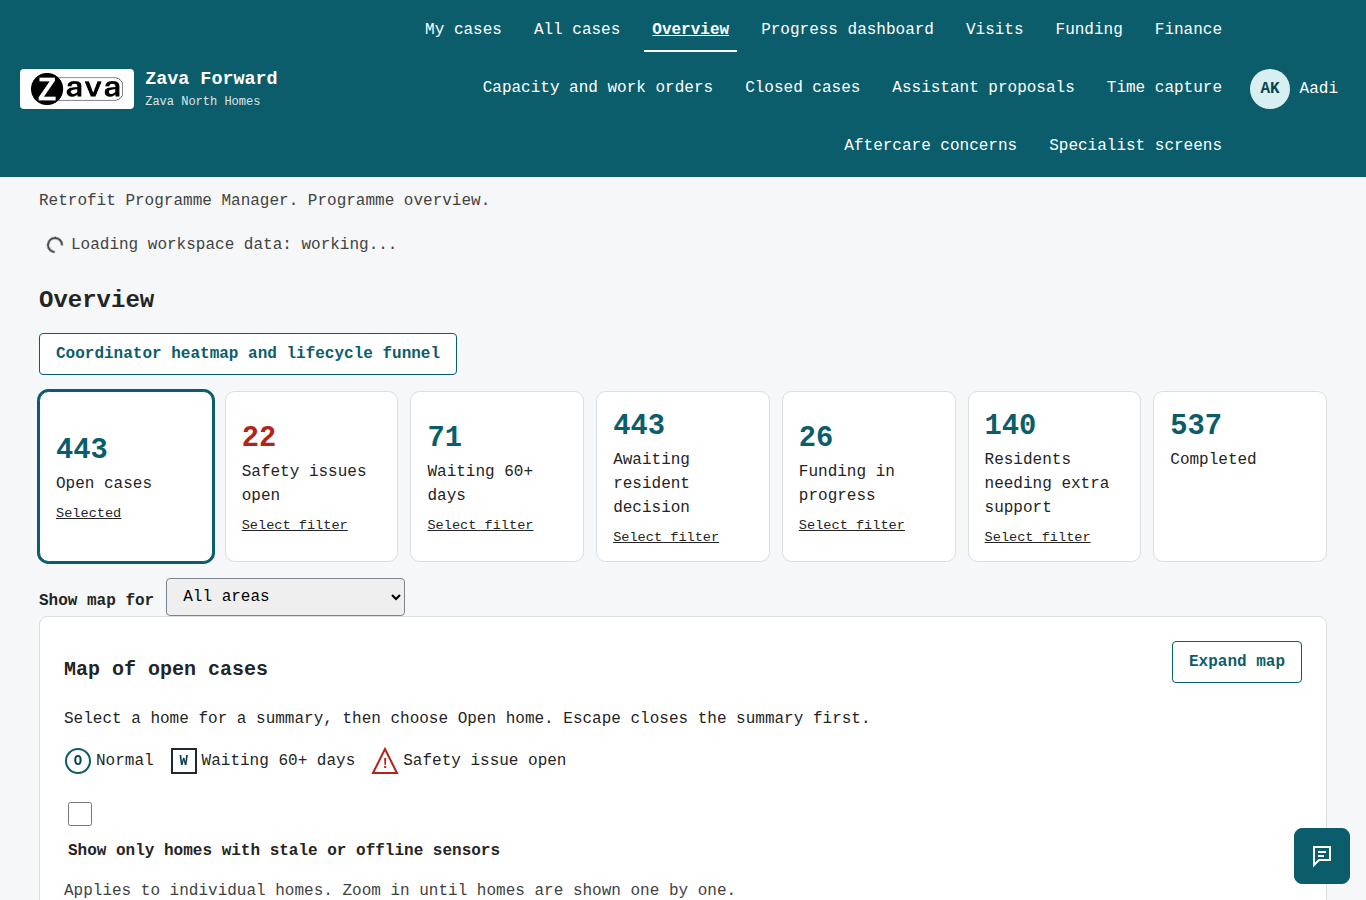 My cases All cases Overview Progress dashboard Visits Funding Finance
Zava
Zava Forward
Zava North Homes
Capacity and work orders Closed cases Assistant proposals Time capture
AK Aadi
Aftercare concerns Specialist screens
Retrofit Programme Manager. Programme overview.
Loading workspace data: working...
Overview
Coordinator heatmap and lifecycle funnel
443
Open cases
Selected
22
Safety issues
open
Select filter
71
Waiting 60+
days
Select filter
443
Awaiting
resident
decision
Select filter
26
Funding in
progress
Select filter
140
Residents
needing extra
support
Select filter
537
Completed
Show map for All areas
Map of open cases
Expand map
Select a home for a summary, then choose Open home. Escape closes the summary first.
O Normal W Waiting 60+ days ! Safety issue open
Show only homes with stale or offline sensors
Applies to individual homes. Zoom in until homes are shown one by one.